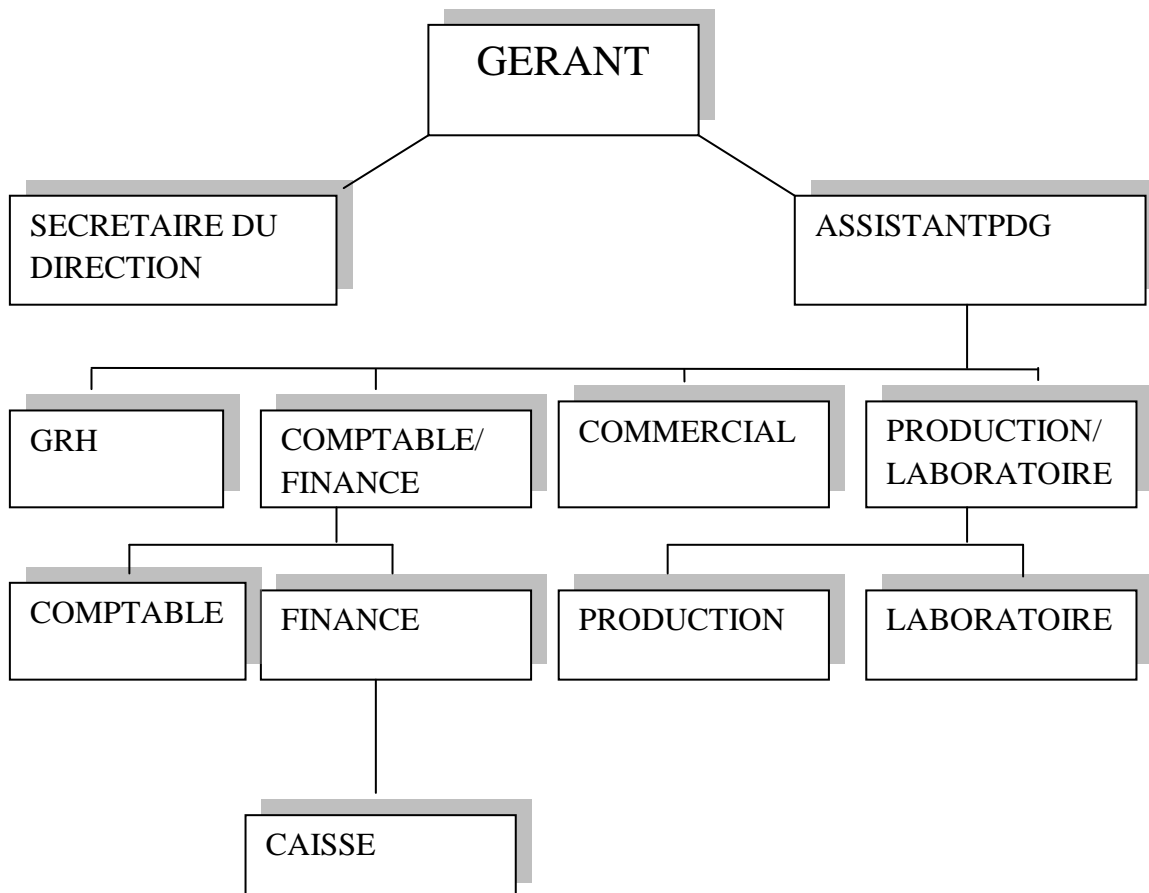 GERANT
SECRETAIRE DU
DIRECTION
ASSISTANTPDG
GRH
COMPTABLE/
FINANCE
COMMERCIAL
PRODUCTION/
LABORATOIRE
COMPTABLE
FINANCE
PRODUCTION
LABORATOIRE
CAISSE